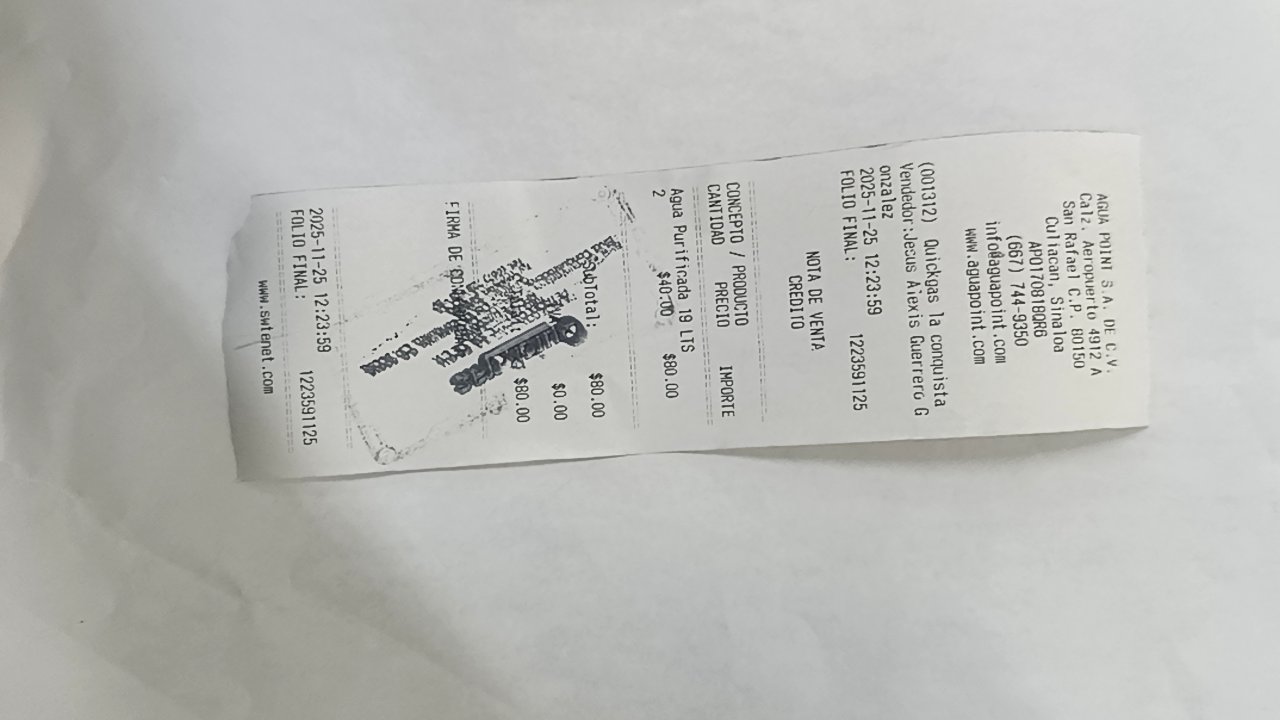 AGUA POINT S.A. DE C.V.
Calz. Aeropuerto 4912 A
San Rafael C.P. 80150
Culiacan, Sinaloa
APO170818QR6
(667) 744-9350
info@aguapoint.com
www.aguapoint.com
(001312) Quickgas la conquista
Vendedor:Jesus Alexis Guerrero G
onzalez
2025-11-25 12:23:59
FOLIO FINAL: 1223591125
NOTA DE VENTA
CREDITO
CONCEPTO / PRODUCTO
CANTIDAD PRECIO IMPORTE
Agua Purificada 19 LTS
2 $40.00 $80.00
SubTotal: $80.00
$0.00
$80.00
FIRMA DE
2025-11-25 12:23:59
FOLIO FINAL: 1223591125
www.swtenet.com